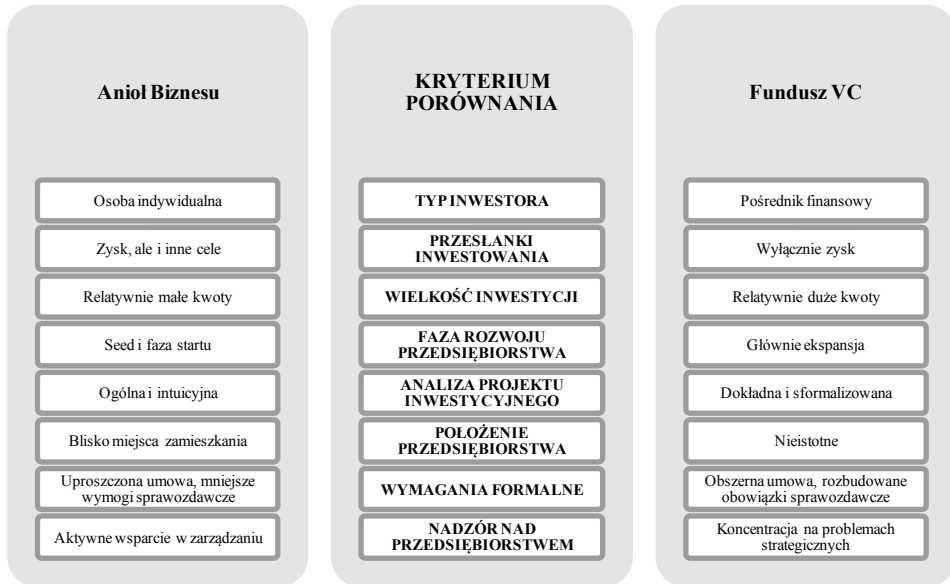 Anioł Biznesu
KRYTERIUM
PORÓWNANIA
Fundusz VC
Osoba indywidualna
TYP INWESTORA
Pośrednik finansowy
Zysk, ale i inne cele
PRZESŁANKI
INWESTOWANIA
Wyłącznie zysk
Relatywnie małe kwoty
WIELKOŚĆ INWESTYCJI
Relatywnie duże kwoty
Seed i faza startu
FAZA ROZWOJU
PRZEDSIĘBIORSTWA
Głównie ekspansja
Ogólna i intuicyjna
ANALIZA PROJEKTU
INWESTYCYJNEGO
Dokładna i sformalizowana
Blisko miejsca zamieszkania
POŁOŻENIE
PRZEDSIĘBIORSTWA
Nieistotne
Uproszczona umowa, mniejsze
wymogi sprawozdawcze
WYMAGANIA FORMALNE
Obszerna umowa, rozbudowane
obowiązki sprawozdawcze
Aktywne wsparcie w zarządzaniu
NADZÓR NAD
PRZEDSIĘBIORSTWEM
Koncentracja na problemach
strategicznych